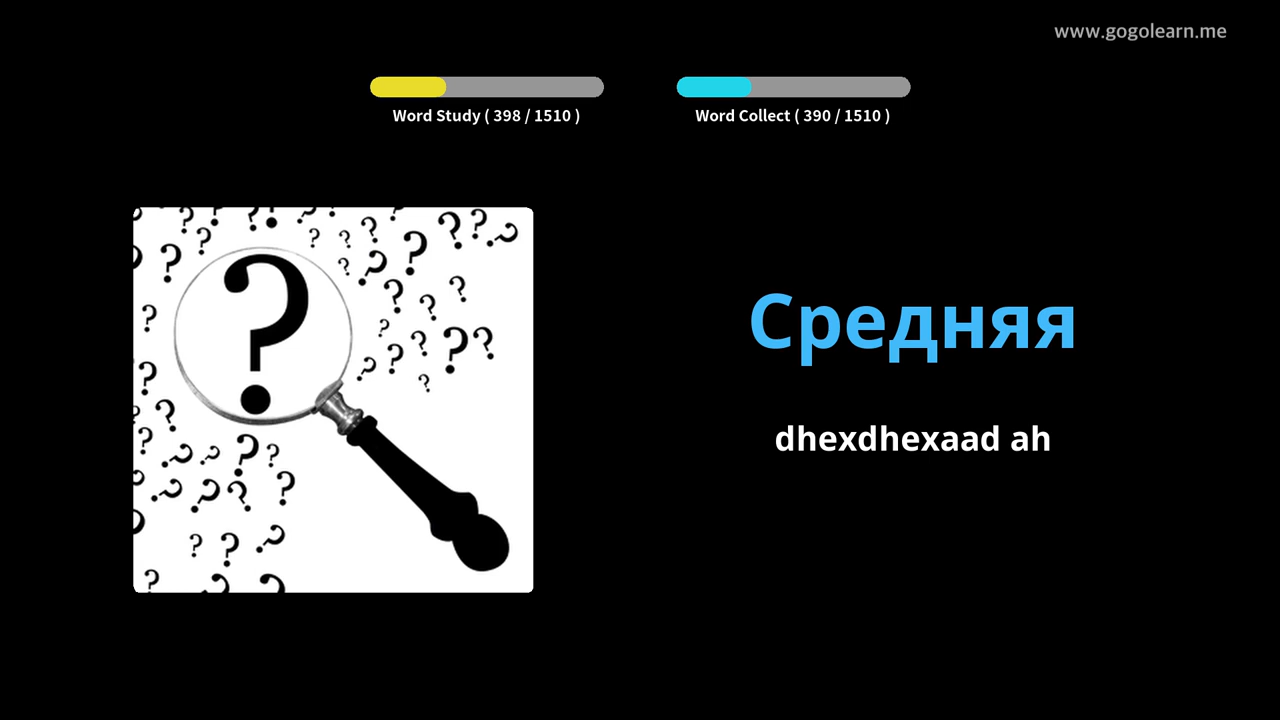 www.gogolearn.me
Word Study ( 398 / 1510 )
Word Collect ( 390 / 1510 )
Средняя
dhexdhexaad ah